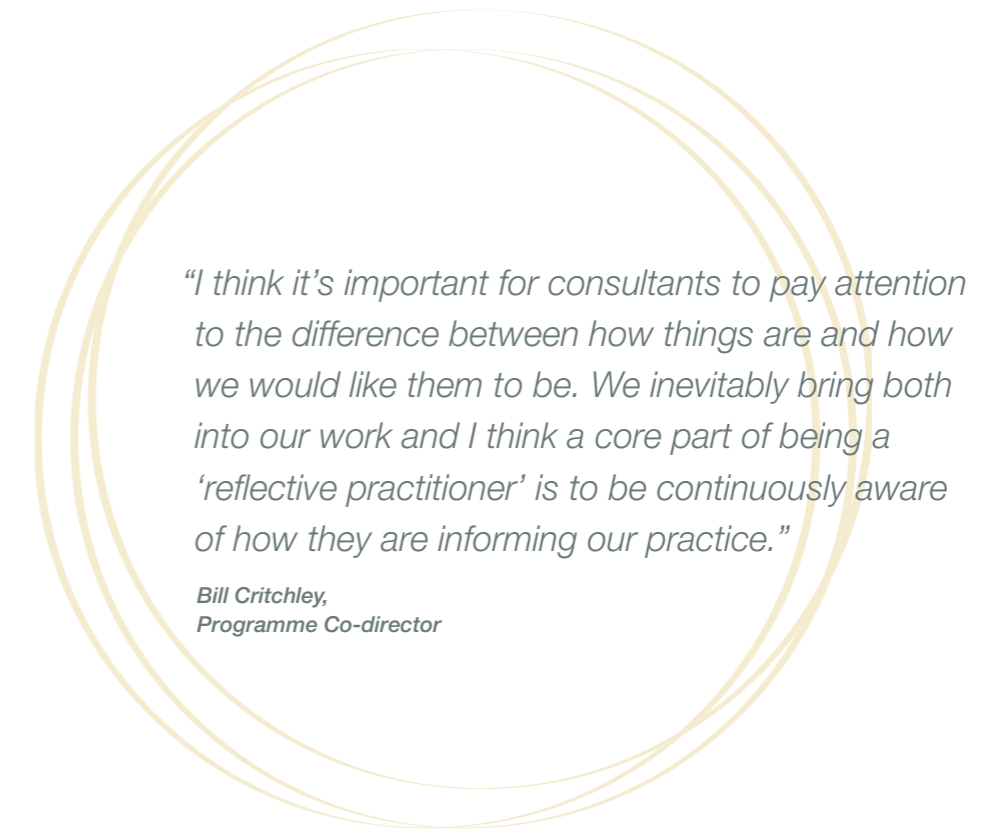 “I think it’s important for consultants to pay attention
to the difference between how things are and how
we would like them to be. We inevitably bring both
into our work and I think a core part of being a
‘reflective practitioner’ is to be continuously aware
of how they are informing our practice.”
Bill Critchley,
Programme Co-director